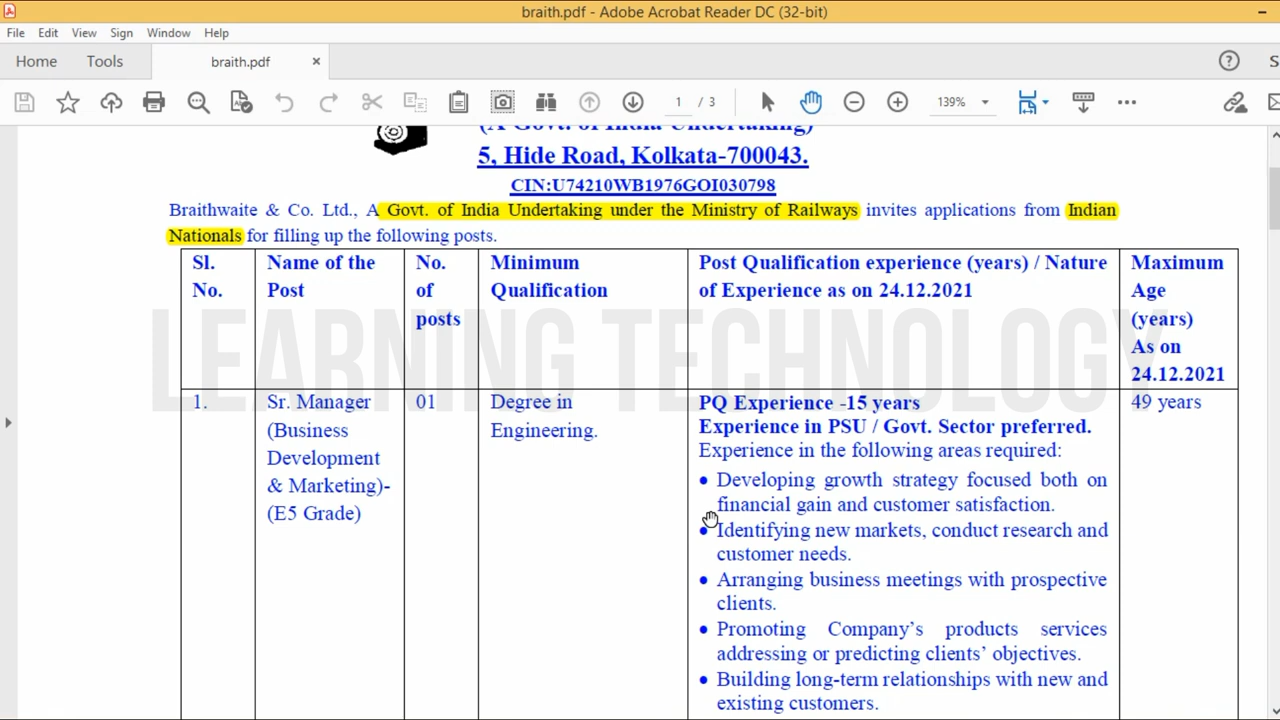 braith.pdf - Adobe Acrobat Reader DC (32-bit)
File Edit View Sign Window Help
Home Tools braith.pdf × ? S
1 / 3 139%
(A Govt. of India Undertaking)
5, Hide Road, Kolkata-700043.
CIN:U74210WB1976GOI030798
Braithwaite & Co. Ltd., A Govt. of India Undertaking under the Ministry of Railways invites applications from Indian
Nationals for filling up the following posts.
Sl.
No.
Name of the
Post
No.
of
posts
Minimum
Qualification
Post Qualification experience (years) / Nature
of Experience as on 24.12.2021
Maximum
Age
(years)
As on
24.12.2021
LEARNING TECHNOLOGY
1.
Sr. Manager
(Business
Development
& Marketing)-
(E5 Grade)
01
Degree in
Engineering.
PQ Experience -15 years
Experience in PSU / Govt. Sector preferred.
Experience in the following areas required:
• Developing growth strategy focused both on
financial gain and customer satisfaction.
• Identifying new markets, conduct research and
customer needs.
• Arranging business meetings with prospective
clients.
• Promoting Company's products services
addressing or predicting clients' objectives.
• Building long-term relationships with new and
existing customers.
49 years